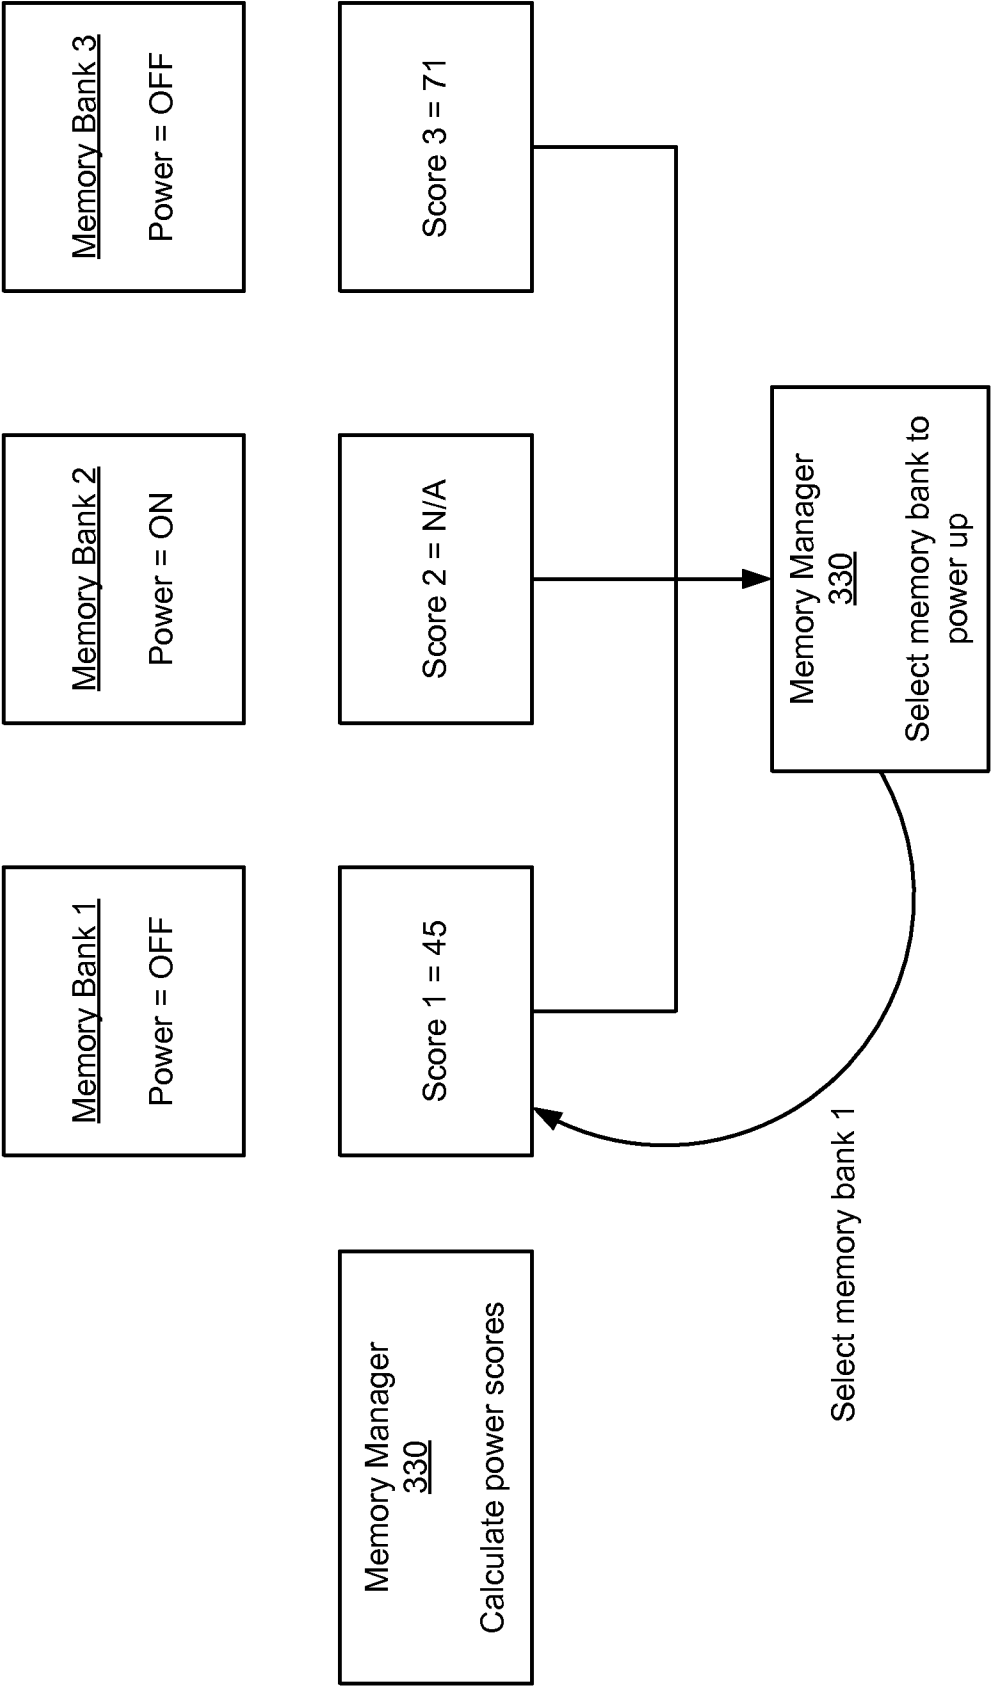 Memory Bank 1
Power = OFF
Memory Bank 2
Power = ON
Memory Bank 3
Power = OFF
Memory Manager
330
Calculate power scores
Score 1 = 45
Score 2 = N/A
Score 3 = 71
Memory Manager
330
Select memory bank to
power up
Select memory bank 1